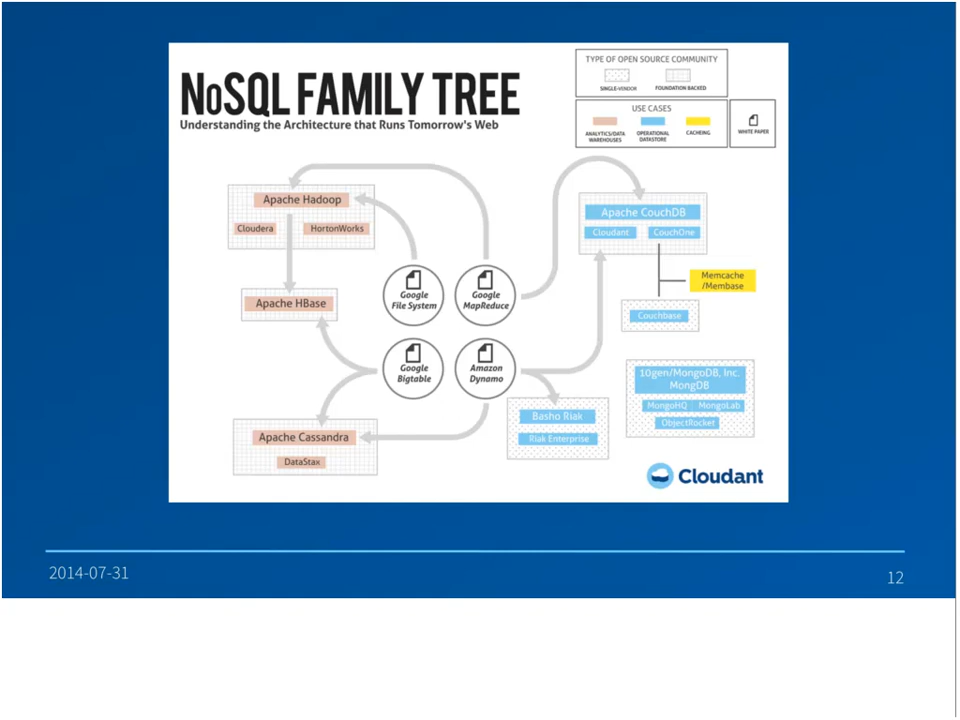 NoSQL FAMILY TREE
Understanding the Architecture that Runs Tomorrow's Web
TYPE OF OPEN SOURCE COMMUNITY
SINGLE-VENDOR
FOUNDATION BACKED
USE CASES
ANALYTICS/DATA
WAREHOUSES
OPERATIONAL
DATASTORE
CACHEING
WHITE PAPER
Apache Hadoop
Cloudera
HortonWorks
Apache HBase
Google
File System
Google
MapReduce
Google
Bigtable
Amazon
Dynamo
Apache Cassandra
DataStax
Apache CouchDB
Cloudant
CouchOne
Memcache
/Membase
Couchbase
Basho Riak
Riak Enterprise
10gen/MongoDB, Inc.
MongDB
MongoHQ
MongoLab
ObjectRocket
Cloudant
2014-07-31
12